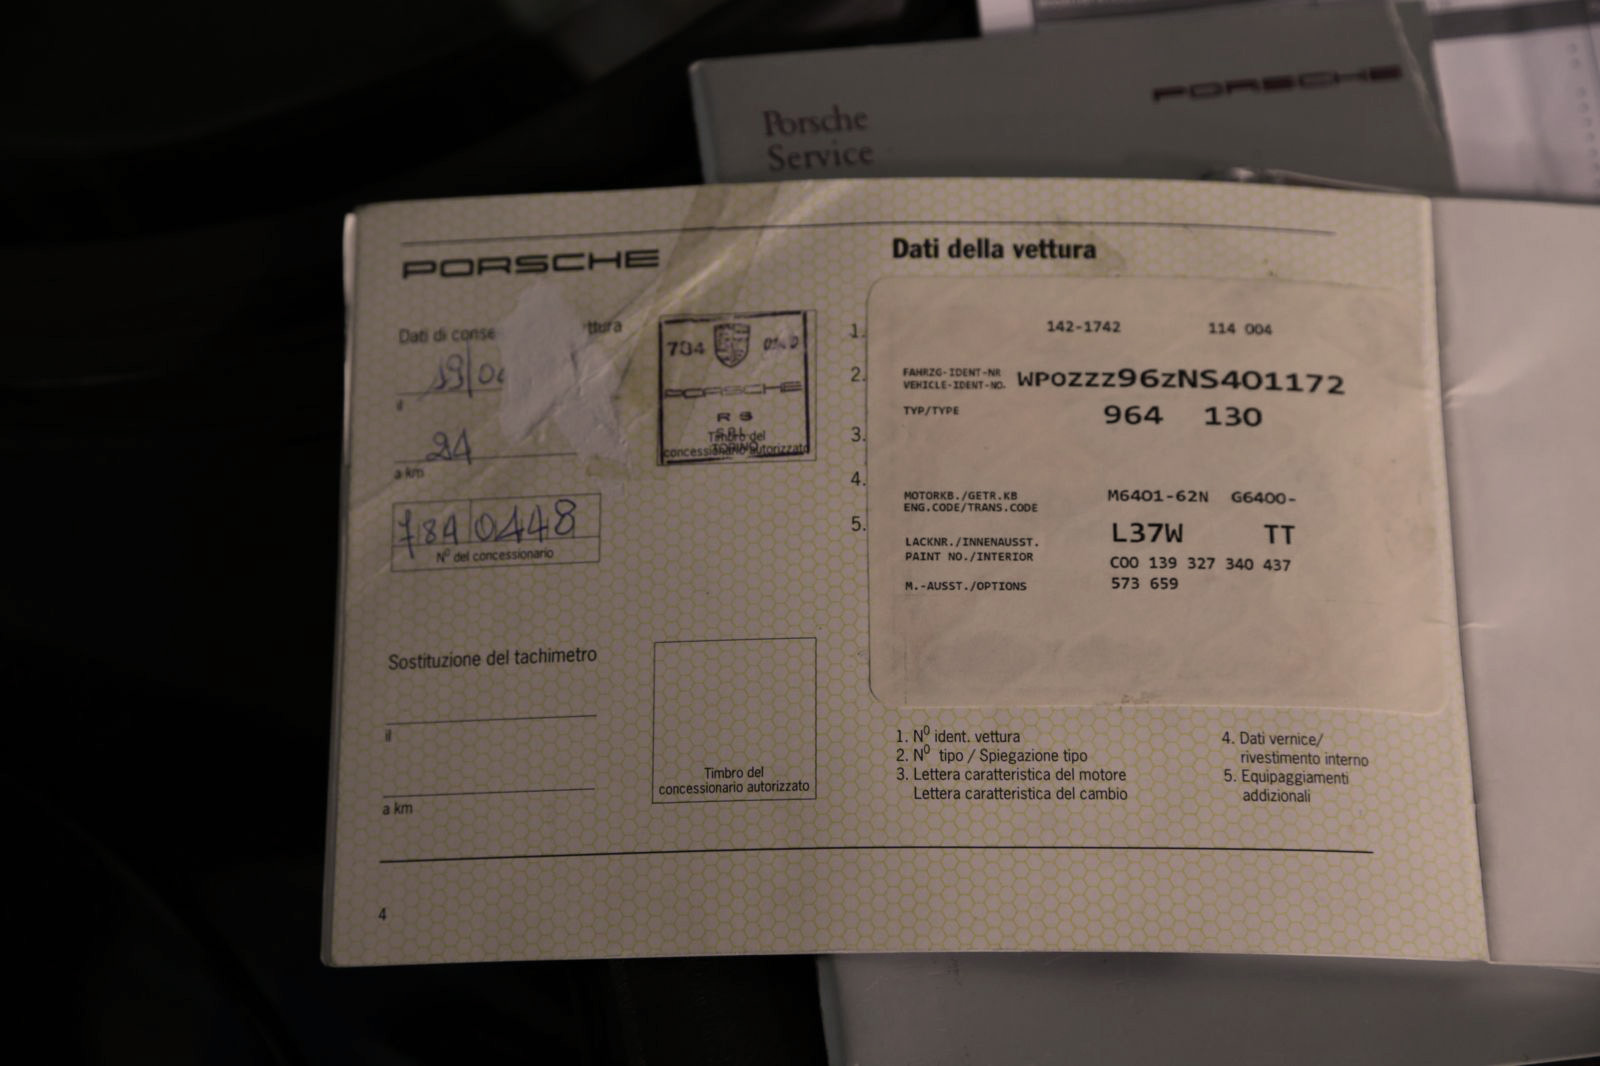 PORSCHE
Porsche
Service
PORSCHE
Dati di conse ttura
19/0
il
24
a km
784 0448
N° del concessionario
784
PORSCHE
R S
SRL
TORINO
Timbro del
concessionario autorizzato
Sostituzione del tachimetro
il
a km
Timbro del
concessionario autorizzato
4
Dati della vettura
142-1742 114 004
1.
2.
3.
4.
5.
FAHRZG-IDENT-NR
VEHICLE-IDENT-NO. WPOZZZ96ZNS401172
TYP/TYPE 964 130
MOTORKB./GETR.KB M6401-62N G6400-
ENG.CODE/TRANS.CODE
LACKNR./INNENAUSST. L37W TT
PAINT NO./INTERIOR C00 139 327 340 437
M.-AUSST./OPTIONS 573 659
1. N° ident. vettura
2. N° tipo / Spiegazione tipo
3. Lettera caratteristica del motore
Lettera caratteristica del cambio
4. Dati vernice/
rivestimento interno
5. Equipaggiamenti
addizionali